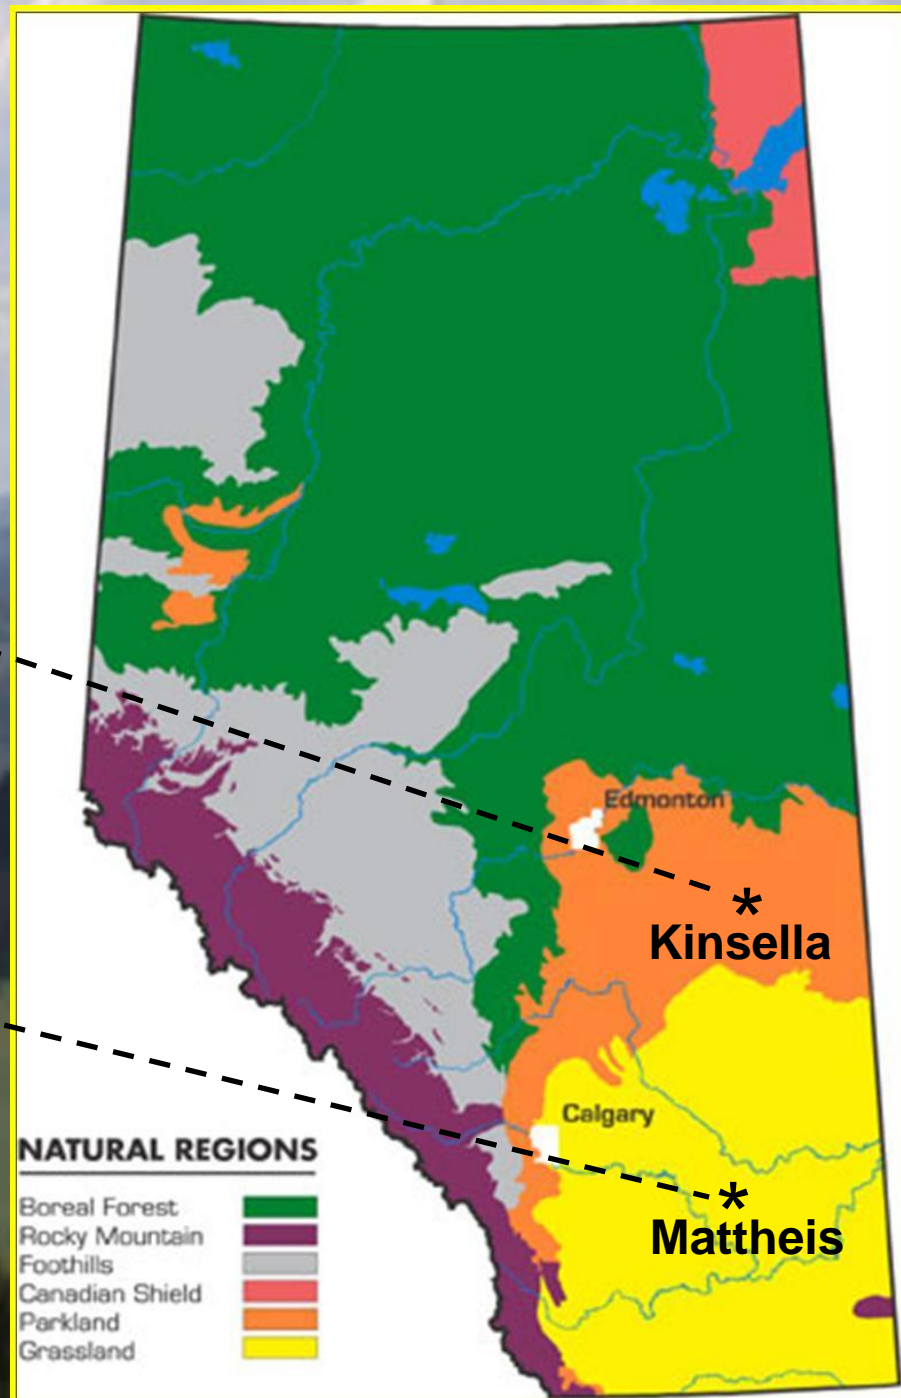 Edmonton
*
Kinsella
Calgary
*
Mattheis
NATURAL REGIONS
Boreal Forest
Rocky Mountain
Foothills
Canadian Shield
Parkland
Grassland